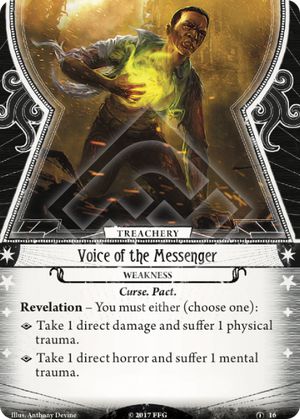 TREACHERY
Voice of the Messenger
WEAKNESS
Curse. Pact.
Revelation – You must either (choose one):
Take 1 direct damage and suffer 1 physical
trauma.
Take 1 direct horror and suffer 1 mental
trauma.
Illus. Anthony Devine © 2017 FFG 16